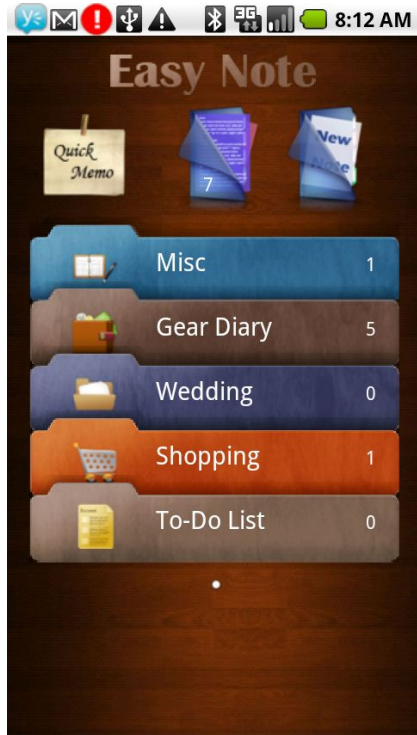 3G
8:12 AM
Easy Note
Quick
Memo
7
New
Note
Misc
1
Gear Diary
5
Wedding
0
Shopping
1
To-Do List
0